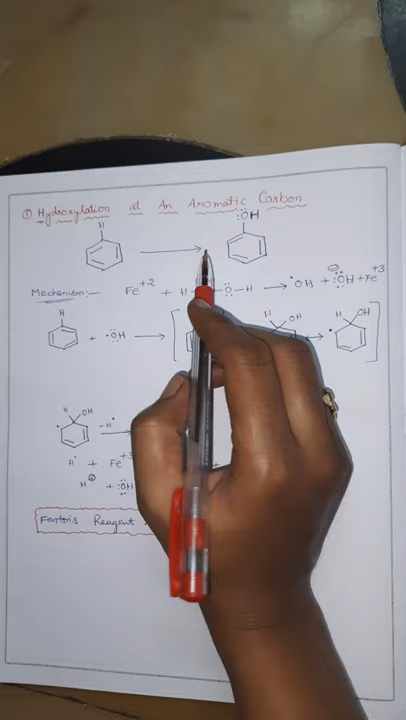 ① Hydroxylation at An Aromatic Carbon
H :ÖH
Mechanism:- Fe+2 + H Ö-H → •OH + :ÖH⊖ + Fe+3
H H OH H OH
+ •ÖH →
H OH -H• →
H• + Fe+3 +
H⊕ + :ÖH
Fanton's Reagent